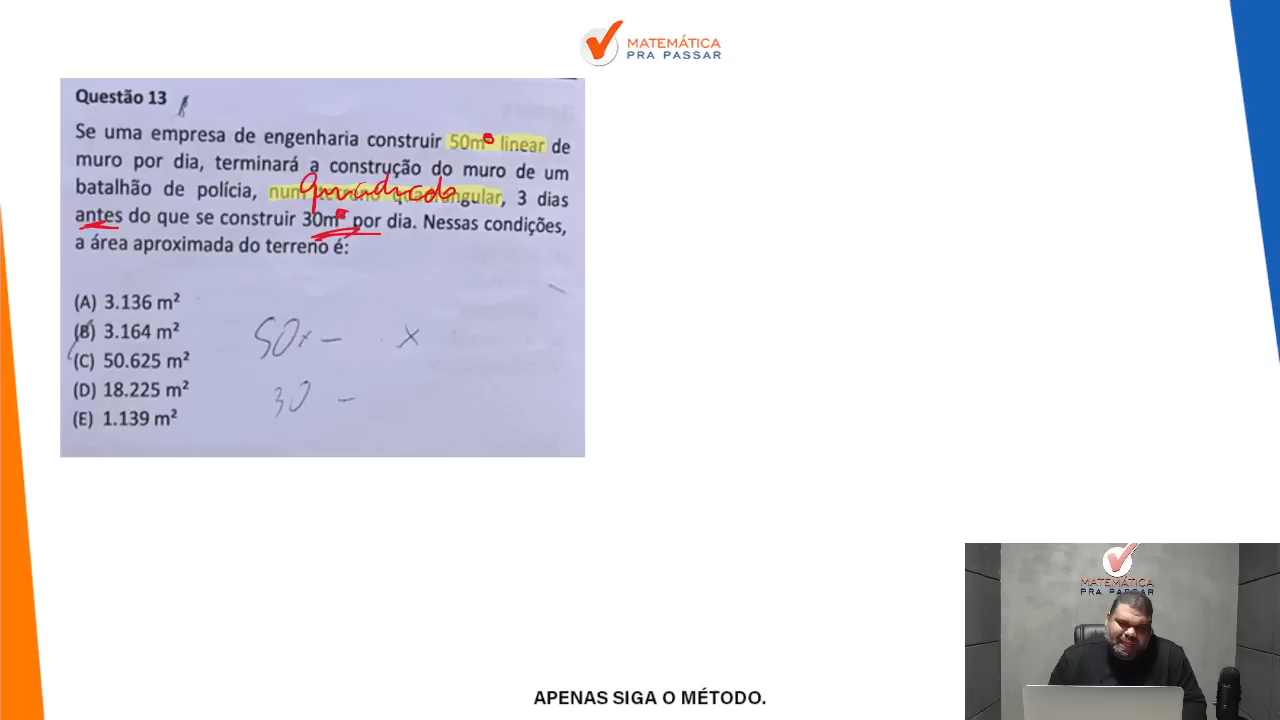 MATEMÁTICA
PRA PASSAR
Questão 13
Se uma empresa de engenharia construir 50m linear de
muro por dia, terminará a construção do muro de um
quadrado
batalhão de polícia, num terreno quadrangular, 3 dias
antes do que se construir 30m por dia. Nessas condições,
a área aproximada do terreno é:
(A) 3.136 m²
(B) 3.164 m²
(C) 50.625 m²
(D) 18.225 m²
(E) 1.139 m²
50x - x
30 -
MATEMÁTICA
PRA PASSAR
APENAS SIGA O MÉTODO.